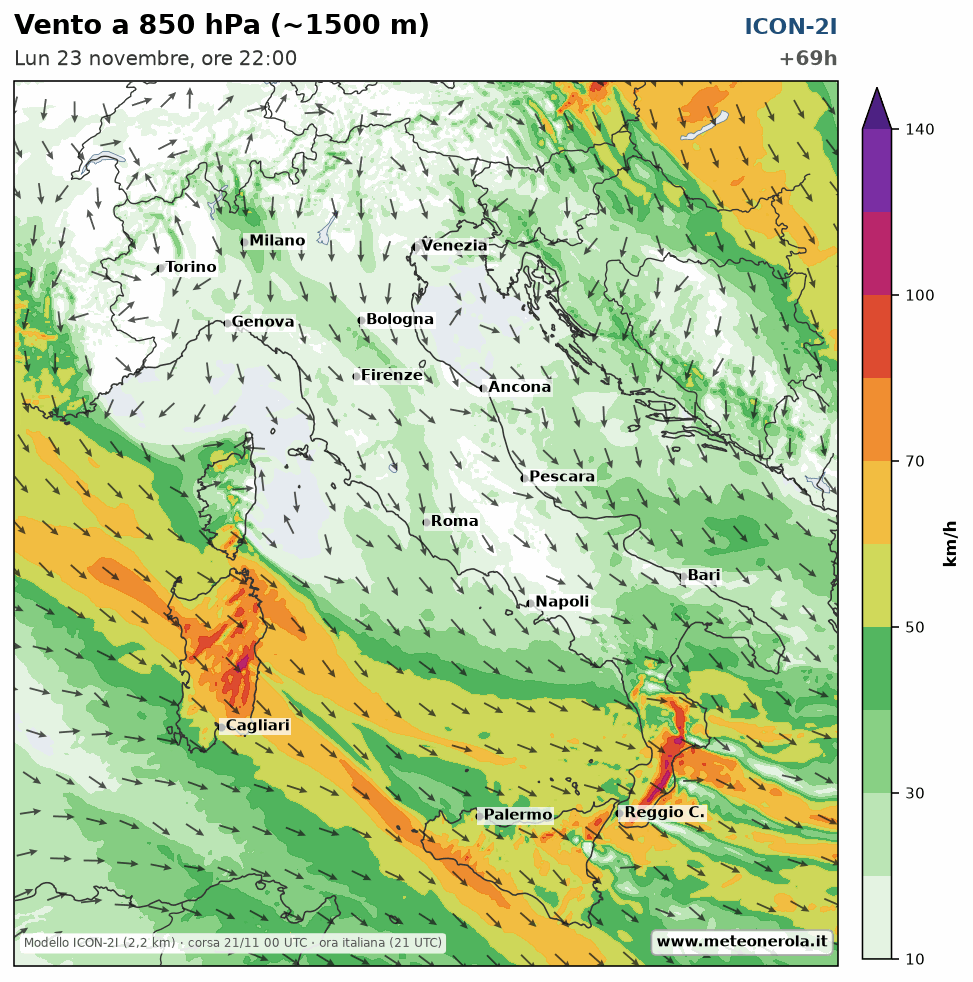 Vento a 850 hPa (~1500 m)
ICON-2I
Lun 23 novembre, ore 22:00
+69h
140
100
70
50
30
10
km/h
Milano
Venezia
Torino
Genova
Bologna
Firenze
Ancona
Pescara
Roma
Bari
Napoli
Cagliari
Palermo
Reggio C.
Modello ICON-2I (2,2 km) · corsa 21/11 00 UTC · ora italiana (21 UTC)
www.meteonerola.it